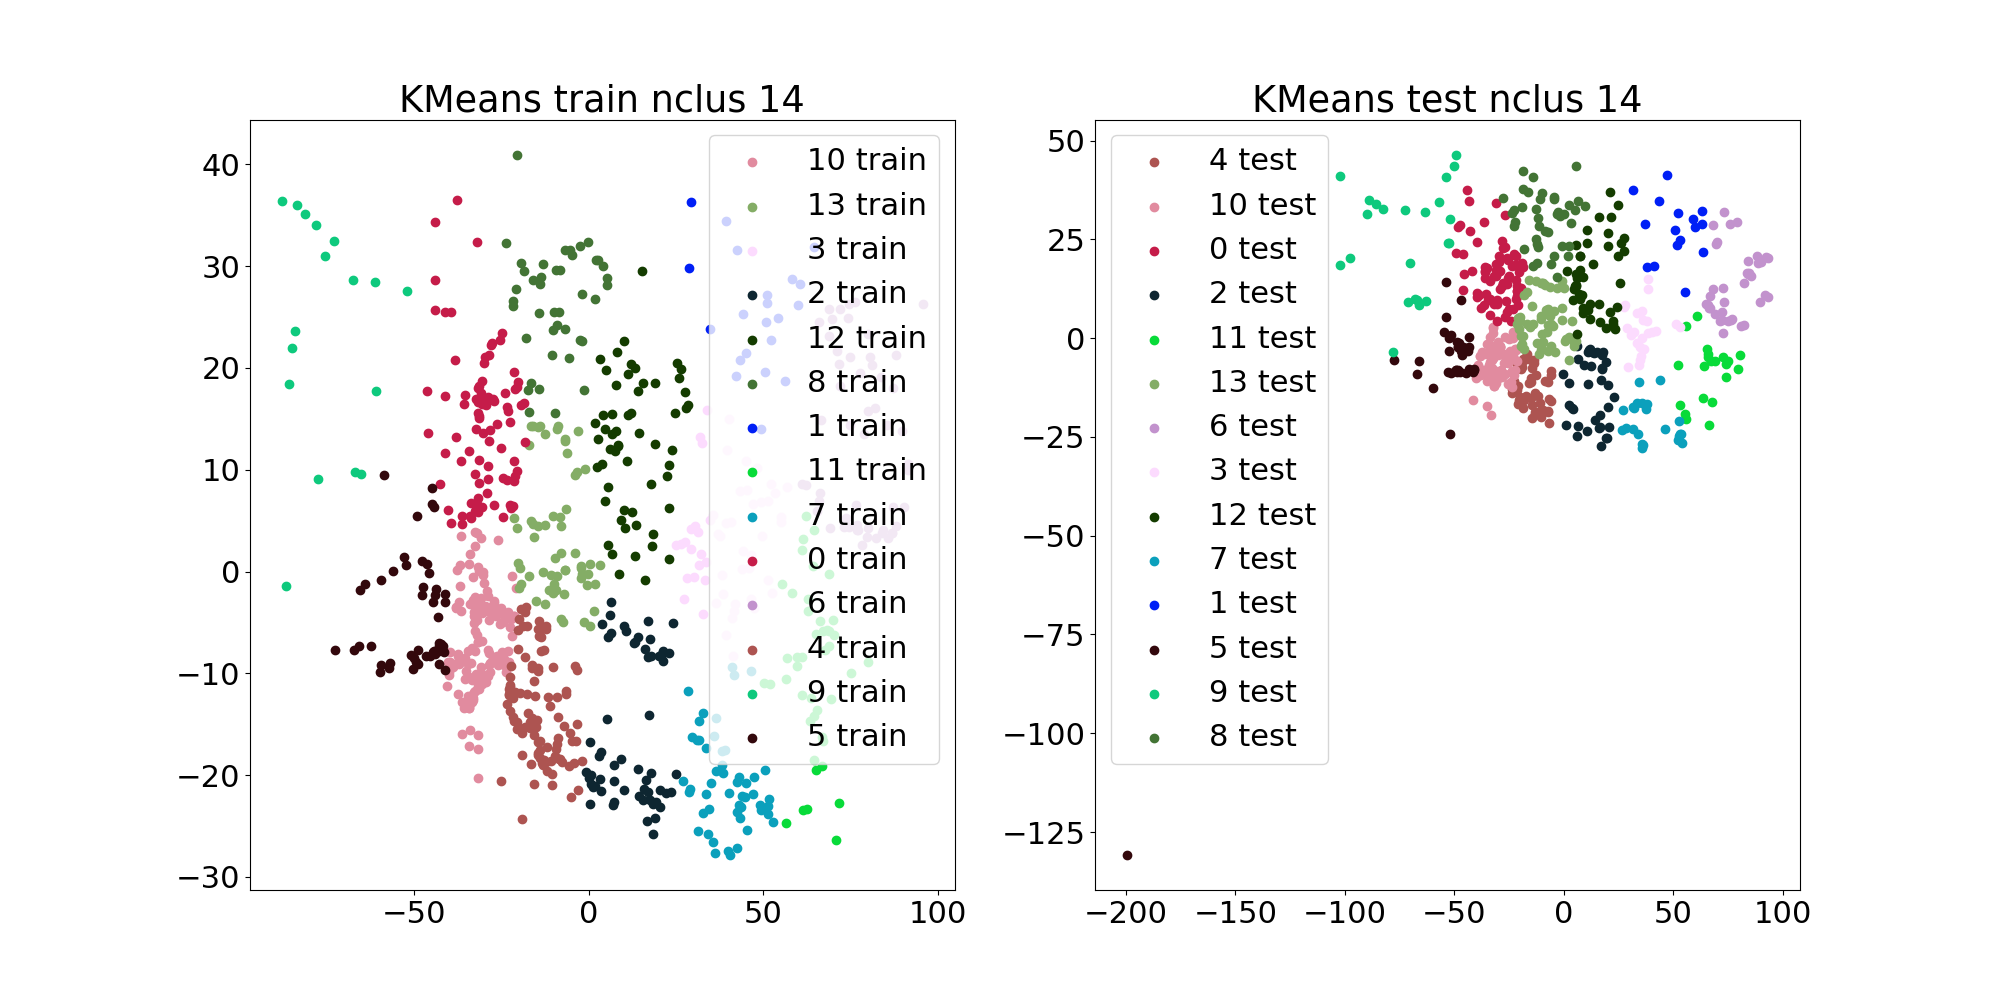 KMeans train nclus 14
40
30
20
10
0
−10
−20
−30
−50
0
50
100
10 train
13 train
3 train
2 train
12 train
8 train
1 train
11 train
7 train
0 train
6 train
4 train
9 train
5 train
KMeans test nclus 14
50
25
0
−25
−50
−75
−100
−125
−200
−150
−100
−50
0
50
100
4 test
10 test
0 test
2 test
11 test
13 test
6 test
3 test
12 test
7 test
1 test
5 test
9 test
8 test